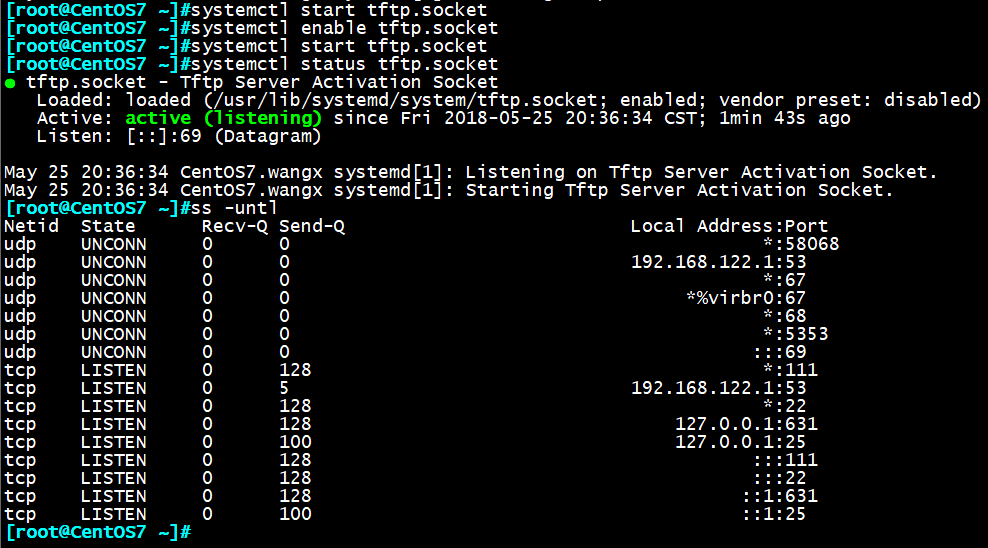 [root@CentOS7 ~]#systemctl start tftp.socket
[root@CentOS7 ~]#systemctl enable tftp.socket
[root@CentOS7 ~]#systemctl start tftp.socket
[root@CentOS7 ~]#systemctl status tftp.socket
● tftp.socket - Tftp Server Activation Socket
   Loaded: loaded (/usr/lib/systemd/system/tftp.socket; enabled; vendor preset: disabled)
   Active: active (listening) since Fri 2018-05-25 20:36:34 CST; 1min 43s ago
   Listen: [::]:69 (Datagram)

May 25 20:36:34 CentOS7.wangx systemd[1]: Listening on Tftp Server Activation Socket.
May 25 20:36:34 CentOS7.wangx systemd[1]: Starting Tftp Server Activation Socket.
[root@CentOS7 ~]#ss -untl
Netid  State      Recv-Q Send-Q                          Local Address:Port
udp    UNCONN     0      0                                           *:58068
udp    UNCONN     0      0                               192.168.122.1:53
udp    UNCONN     0      0                                           *:67
udp    UNCONN     0      0                                    *%virbr0:67
udp    UNCONN     0      0                                           *:68
udp    UNCONN     0      0                                           *:5353
udp    UNCONN     0      0                                          :::69
tcp    LISTEN     0      128                                         *:111
tcp    LISTEN     0      5                               192.168.122.1:53
tcp    LISTEN     0      128                                         *:22
tcp    LISTEN     0      128                                 127.0.0.1:631
tcp    LISTEN     0      100                                 127.0.0.1:25
tcp    LISTEN     0      128                                        :::111
tcp    LISTEN     0      128                                        :::22
tcp    LISTEN     0      128                                       ::1:631
tcp    LISTEN     0      100                                       ::1:25
[root@CentOS7 ~]#